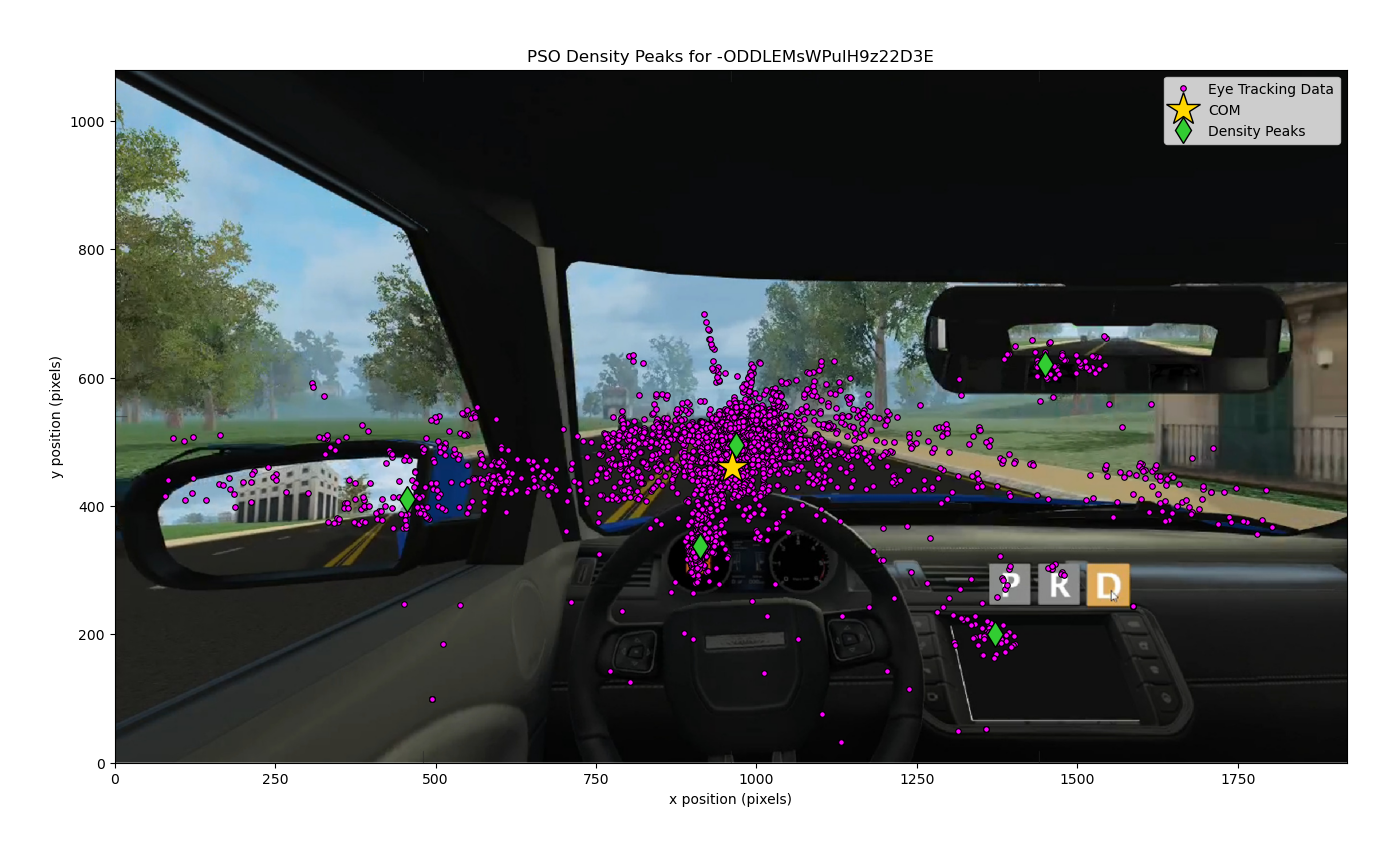 PSO Density Peaks for -ODDLEMsWPulH9z22D3E
Eye Tracking Data
COM
Density Peaks
1000
800
600
400
200
0
y position (pixels)
P R D
0 250 500 750 1000 1250 1500 1750
x position (pixels)